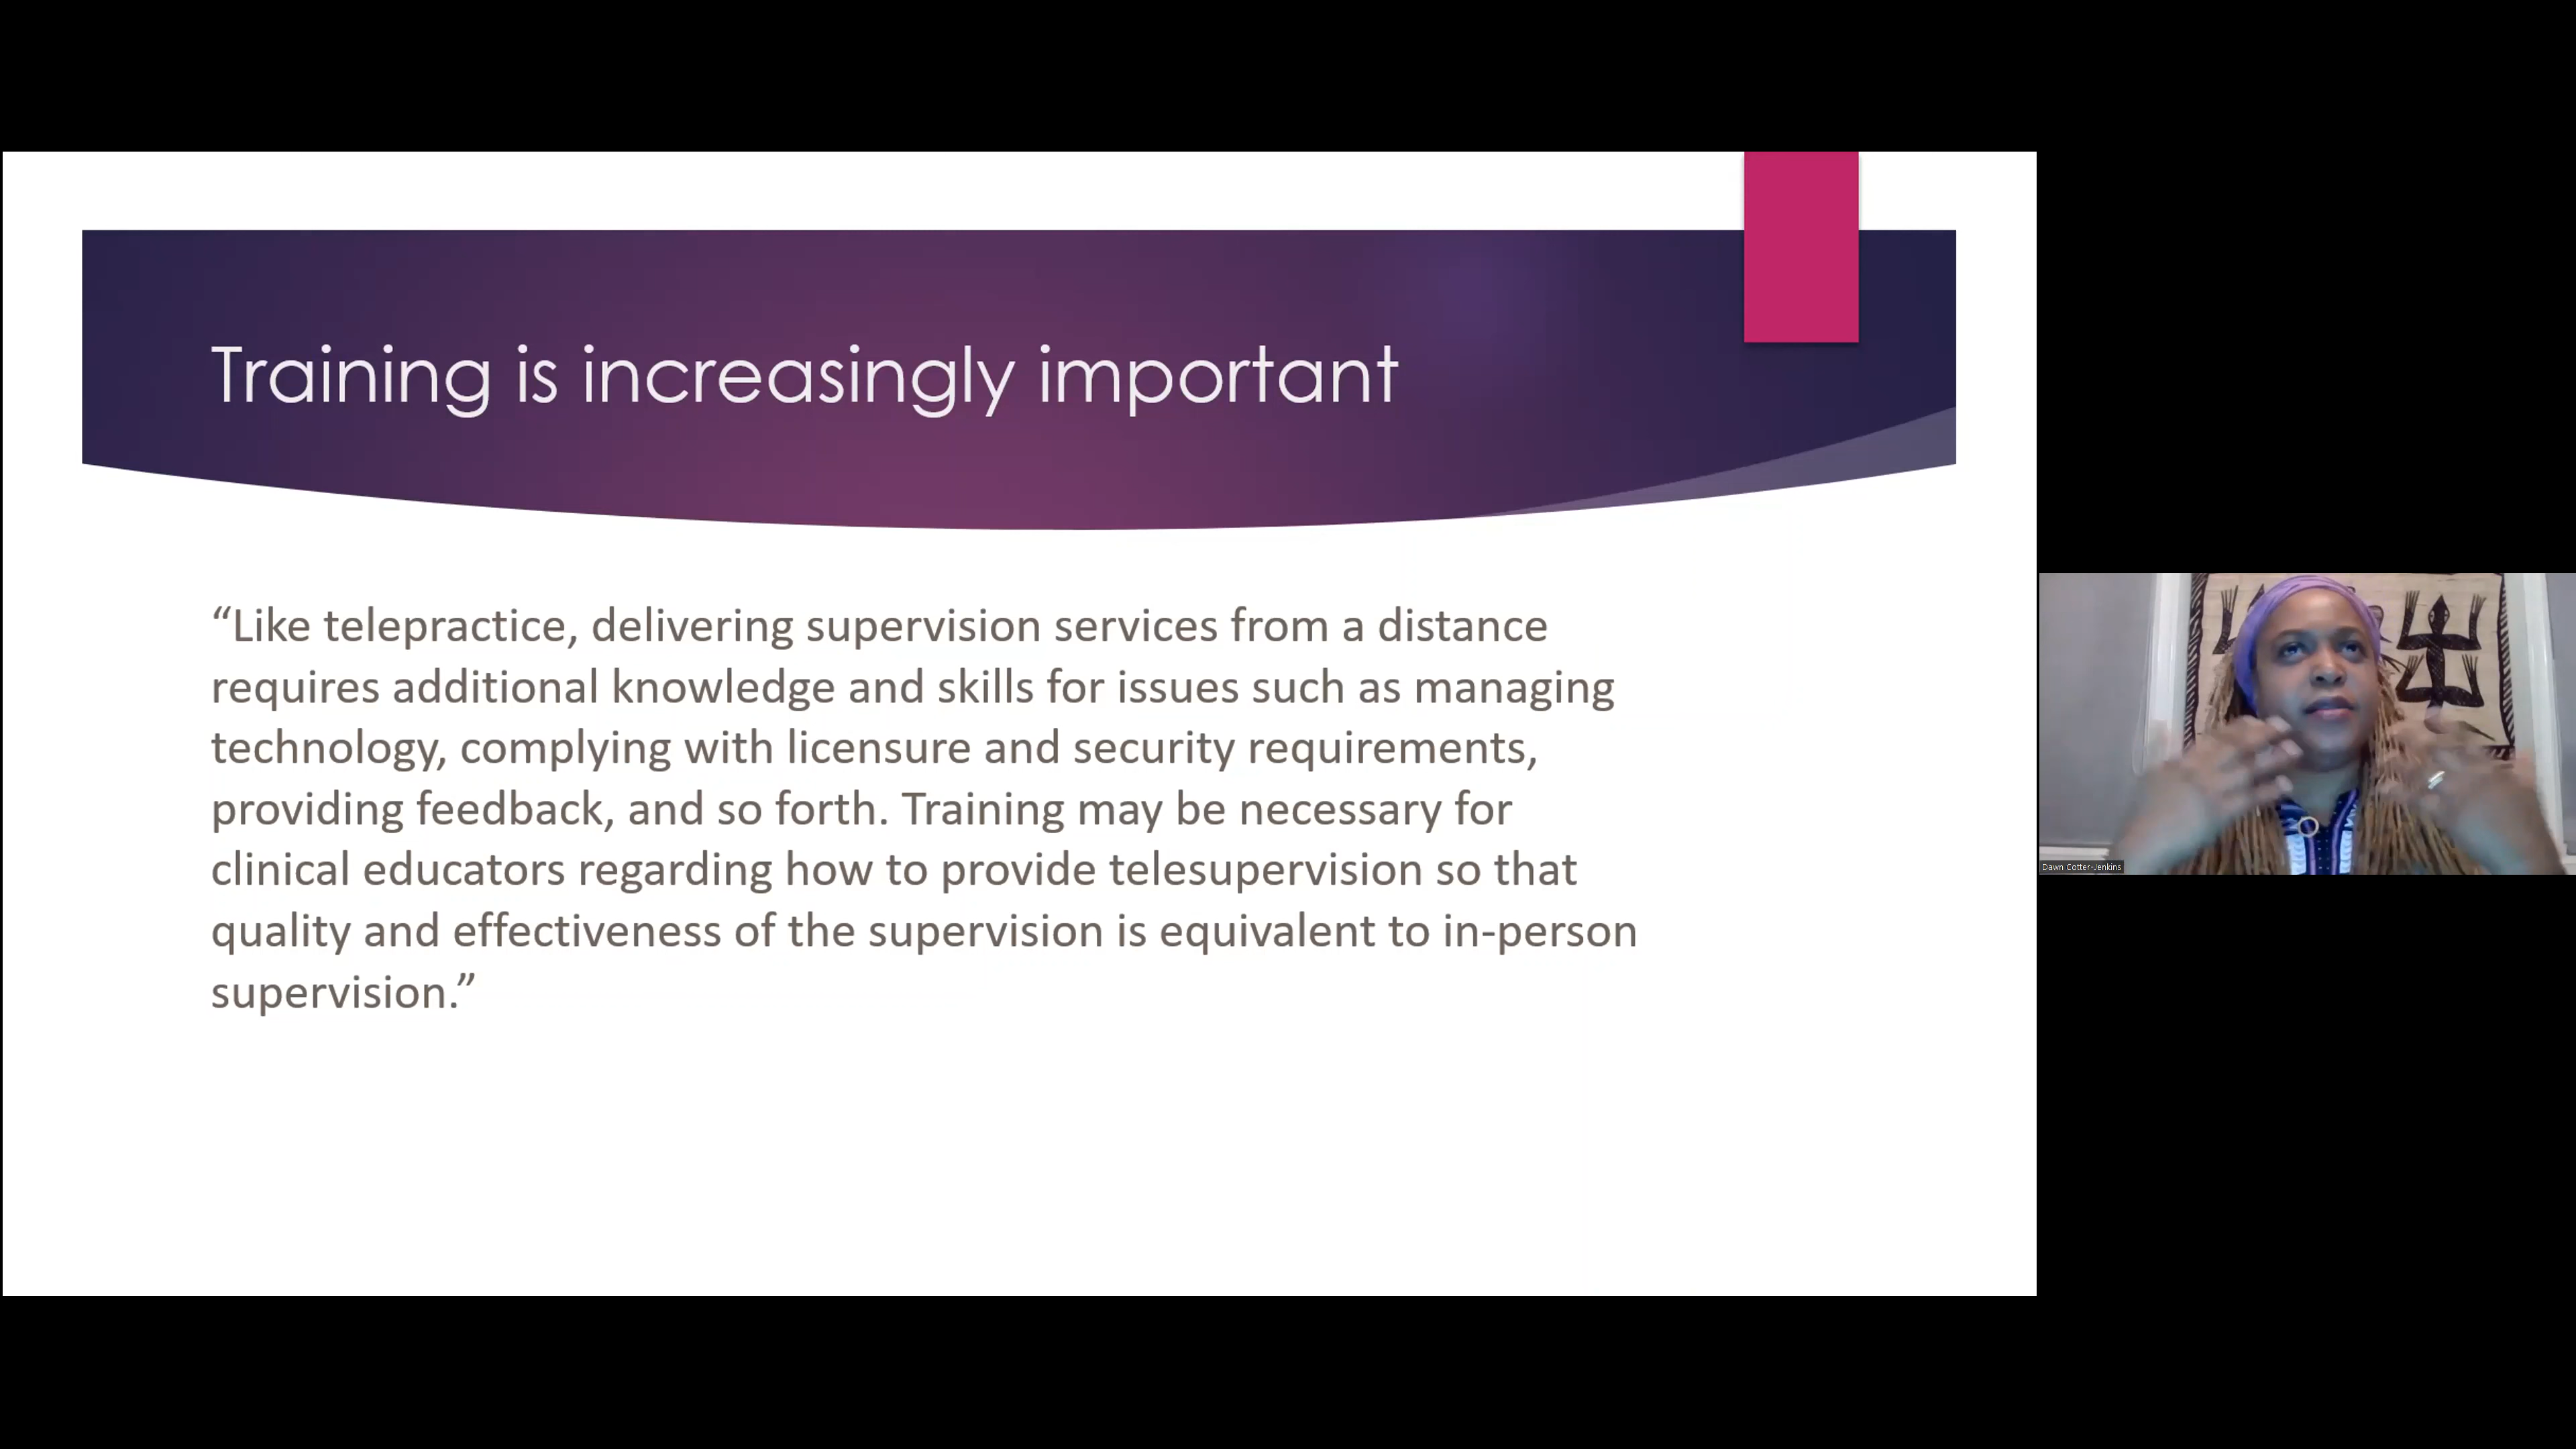 Training is increasingly important
“Like telepractice, delivering supervision services from a distance
requires additional knowledge and skills for issues such as managing
technology, complying with licensure and security requirements,
providing feedback, and so forth. Training may be necessary for
clinical educators regarding how to provide telesupervision so that
quality and effectiveness of the supervision is equivalent to in-person
supervision.”
Dawn Cotter-Jenkins